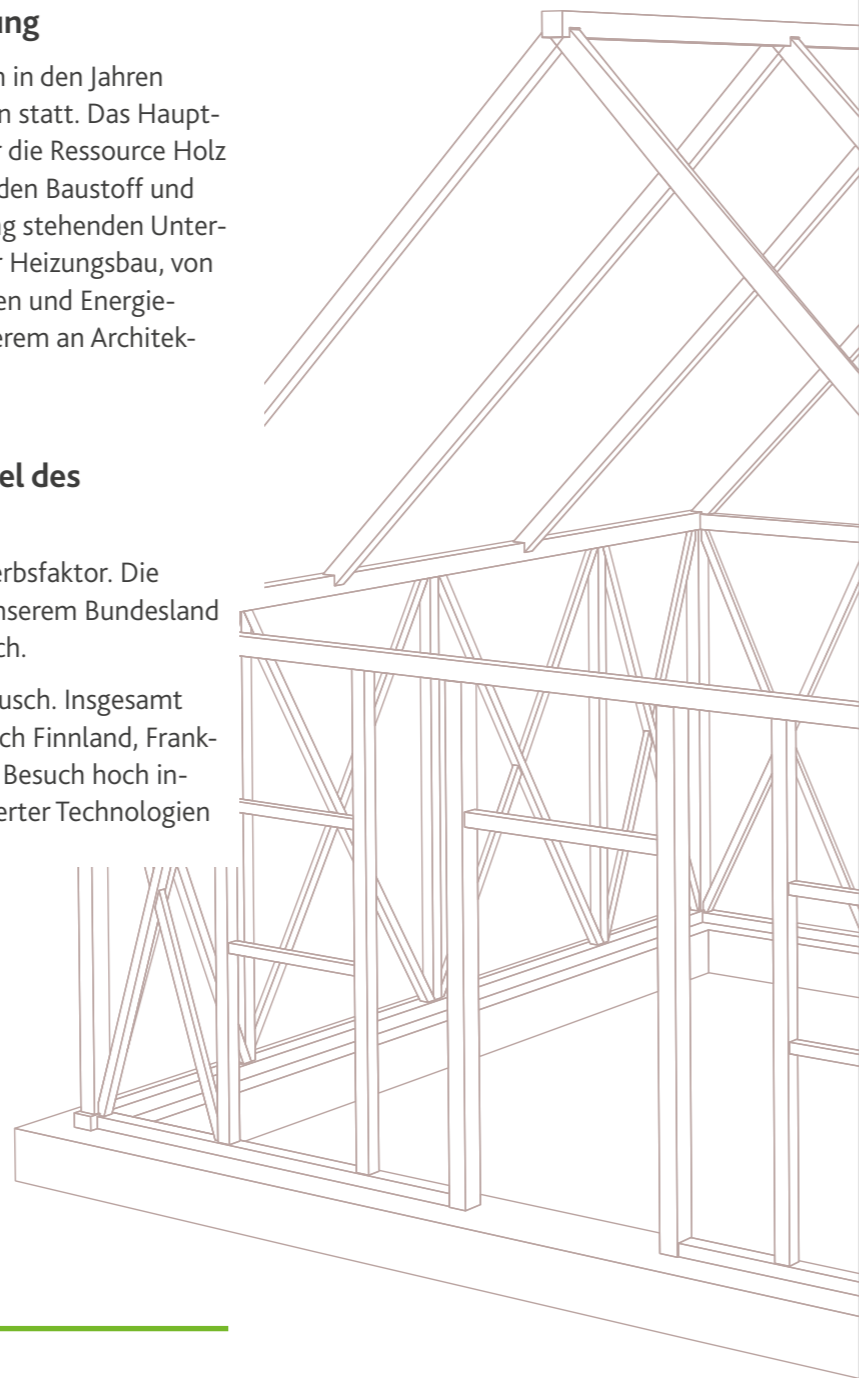 ung
n in den Jahren
n statt. Das Haupt-
r die Ressource Holz
den Baustoff und
ng stehenden Unter-
r Heizungsbau, von
en und Energie-
erem an Architek-
el des
erbsfaktor. Die
nserem Bundesland
ch.
usch. Insgesamt
ch Finnland, Frank-
Besuch hoch in-
erter Technologien